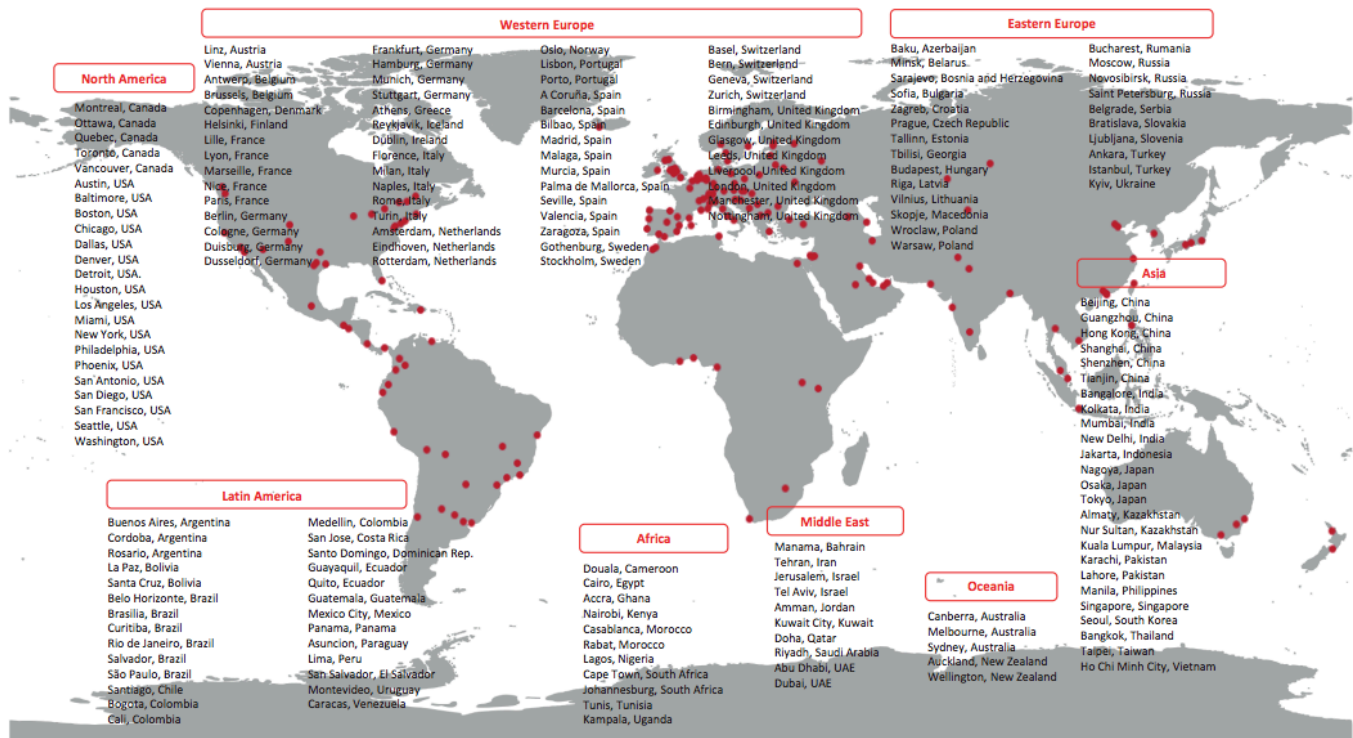 Western Europe
Linz, Austria
Vienna, Austria
Antwerp, Belgium
Brussels, Belgium
Copenhagen, Denmark
Helsinki, Finland
Lille, France
Lyon, France
Marseille, France
Nice, France
Paris, France
Berlin, Germany
Cologne, Germany
Duisburg, Germany
Dusseldorf, Germany
Frankfurt, Germany
Hamburg, Germany
Munich, Germany
Stuttgart, Germany
Athens, Greece
Reykjavik, Iceland
Dublin, Ireland
Florence, Italy
Milan, Italy
Naples, Italy
Rome, Italy
Turin, Italy
Amsterdam, Netherlands
Eindhoven, Netherlands
Rotterdam, Netherlands
Oslo, Norway
Lisbon, Portugal
Porto, Portugal
A Coruña, Spain
Barcelona, Spain
Bilbao, Spain
Madrid, Spain
Malaga, Spain
Murcia, Spain
Palma de Mallorca, Spain
Seville, Spain
Valencia, Spain
Zaragoza, Spain
Gothenburg, Sweden
Stockholm, Sweden
Basel, Switzerland
Bern, Switzerland
Geneva, Switzerland
Zurich, Switzerland
Birmingham, United Kingdom
Edinburgh, United Kingdom
Glasgow, United Kingdom
Leeds, United Kingdom
Liverpool, United Kingdom
London, United Kingdom
Manchester, United Kingdom
Nottingham, United Kingdom
Eastern Europe
Baku, Azerbaijan
Minsk, Belarus
Sarajevo, Bosnia and Herzegovina
Sofia, Bulgaria
Zagreb, Croatia
Prague, Czech Republic
Tallinn, Estonia
Tbilisi, Georgia
Budapest, Hungary
Riga, Latvia
Vilnius, Lithuania
Skopje, Macedonia
Wroclaw, Poland
Warsaw, Poland
Bucharest, Rumania
Moscow, Russia
Novosibirsk, Russia
Saint Petersburg, Russia
Belgrade, Serbia
Bratislava, Slovakia
Ljubljana, Slovenia
Ankara, Turkey
Istanbul, Turkey
Kyiv, Ukraine
North America
Montreal, Canada
Ottawa, Canada
Quebec, Canada
Toronto, Canada
Vancouver, Canada
Austin, USA
Baltimore, USA
Boston, USA
Chicago, USA
Dallas, USA
Denver, USA
Detroit, USA.
Houston, USA
Los Angeles, USA
Miami, USA
New York, USA
Philadelphia, USA
Phoenix, USA
San Antonio, USA
San Diego, USA
San Francisco, USA
Seattle, USA
Washington, USA
Asia
Beijing, China
Guangzhou, China
Hong Kong, China
Shanghai, China
Shenzhen, China
Tianjin, China
Bangalore, India
Kolkata, India
Mumbai, India
New Delhi, India
Jakarta, Indonesia
Nagoya, Japan
Osaka, Japan
Tokyo, Japan
Almaty, Kazakhstan
Nur Sultan, Kazakhstan
Kuala Lumpur, Malaysia
Karachi, Pakistan
Lahore, Pakistan
Manila, Philippines
Singapore, Singapore
Seoul, South Korea
Bangkok, Thailand
Taipei, Taiwan
Ho Chi Minh City, Vietnam
Latin America
Buenos Aires, Argentina
Cordoba, Argentina
Rosario, Argentina
La Paz, Bolivia
Santa Cruz, Bolivia
Belo Horizonte, Brazil
Brasilia, Brazil
Curitiba, Brazil
Rio de Janeiro, Brazil
Salvador, Brazil
São Paulo, Brazil
Santiago, Chile
Bogota, Colombia
Cali, Colombia
Medellin, Colombia
San Jose, Costa Rica
Santo Domingo, Dominican Rep.
Guayaquil, Ecuador
Quito, Ecuador
Guatemala, Guatemala
Mexico City, Mexico
Panama, Panama
Asuncion, Paraguay
Lima, Peru
San Salvador, El Salvador
Montevideo, Uruguay
Caracas, Venezuela
Africa
Douala, Cameroon
Cairo, Egypt
Accra, Ghana
Nairobi, Kenya
Casablanca, Morocco
Rabat, Morocco
Lagos, Nigeria
Cape Town, South Africa
Johannesburg, South Africa
Tunis, Tunisia
Kampala, Uganda
Middle East
Manama, Bahrain
Tehran, Iran
Jerusalem, Israel
Tel Aviv, Israel
Amman, Jordan
Kuwait City, Kuwait
Doha, Qatar
Riyadh, Saudi Arabia
Abu Dhabi, UAE
Dubai, UAE
Oceania
Canberra, Australia
Melbourne, Australia
Sydney, Australia
Auckland, New Zealand
Wellington, New Zealand